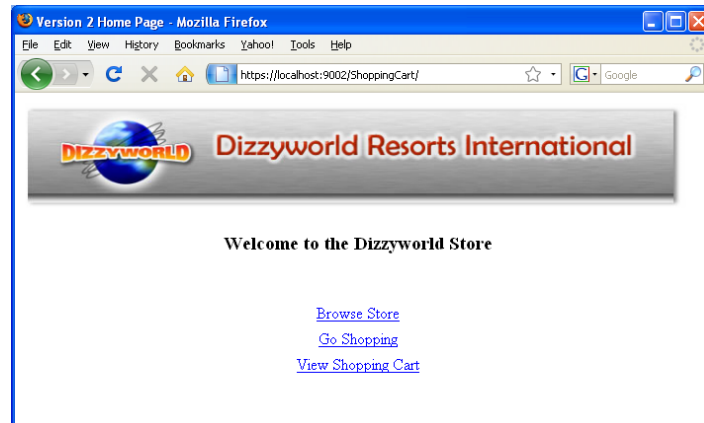 Version 2 Home Page - Mozilla Firefox
File Edit View History Bookmarks Yahoo! Tools Help
https://localhost:9002/ShoppingCart/ G Google
DIZZYWORLD Dizzyworld Resorts International
Welcome to the Dizzyworld Store
Browse Store
Go Shopping
View Shopping Cart